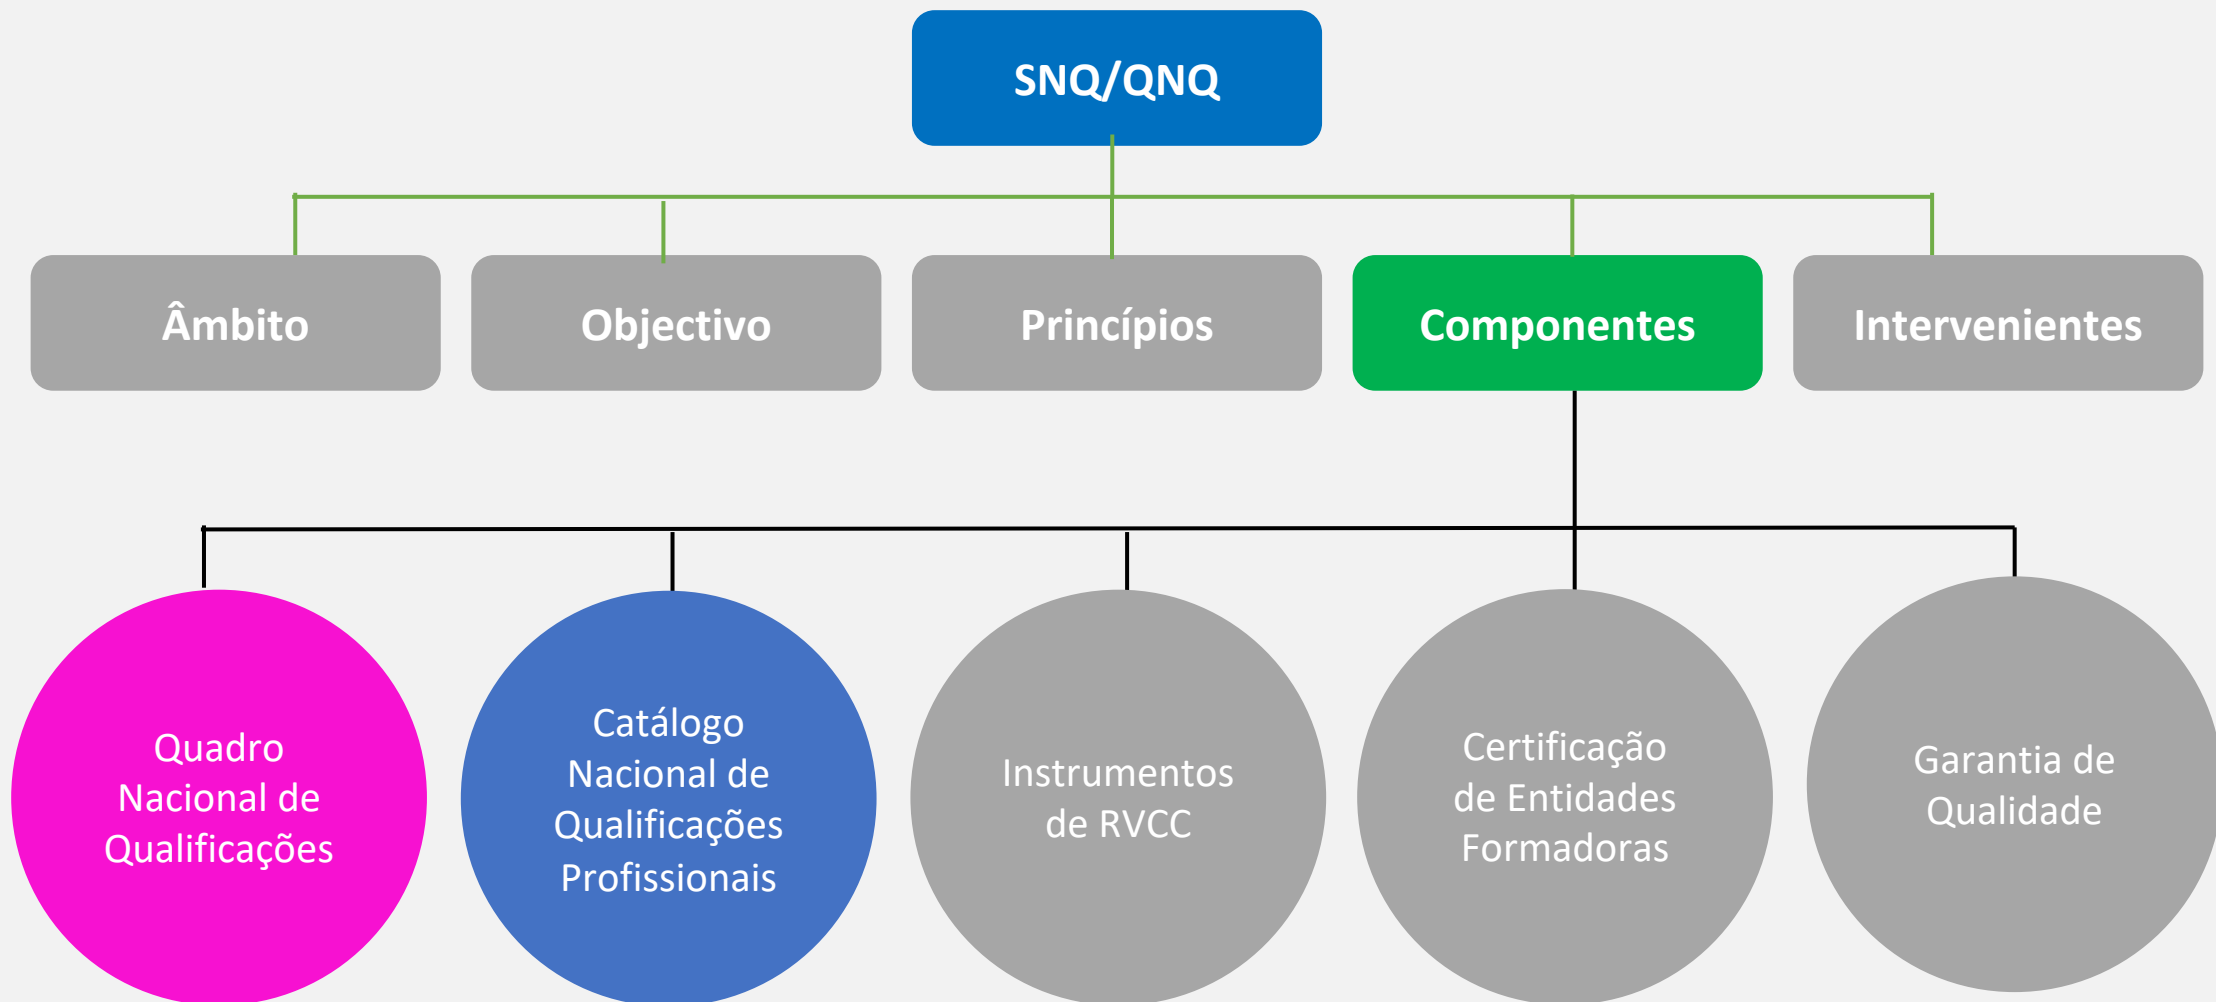 SNQ/QNQ
Âmbito
Objectivo
Princípios
Componentes
Intervenientes
Quadro
Nacional de
Qualificações
Catálogo
Nacional de
Qualificações
Profissionais
Instrumentos
de RVCC
Certificação
de Entidades
Formadoras
Garantia de
Qualidade